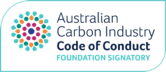 Australian
Carbon Industry
Code of Conduct
FOUNDATION SIGNATORY